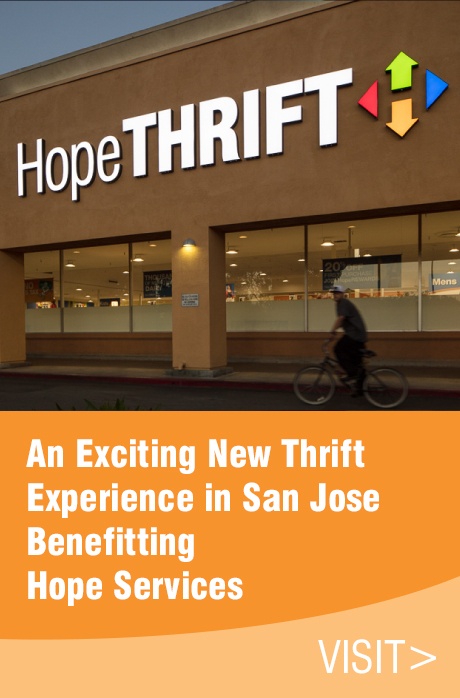 HopeTHRIFT
20% OFF
Mens
An Exciting New Thrift
Experience in San Jose
Benefitting
Hope Services
VISIT>